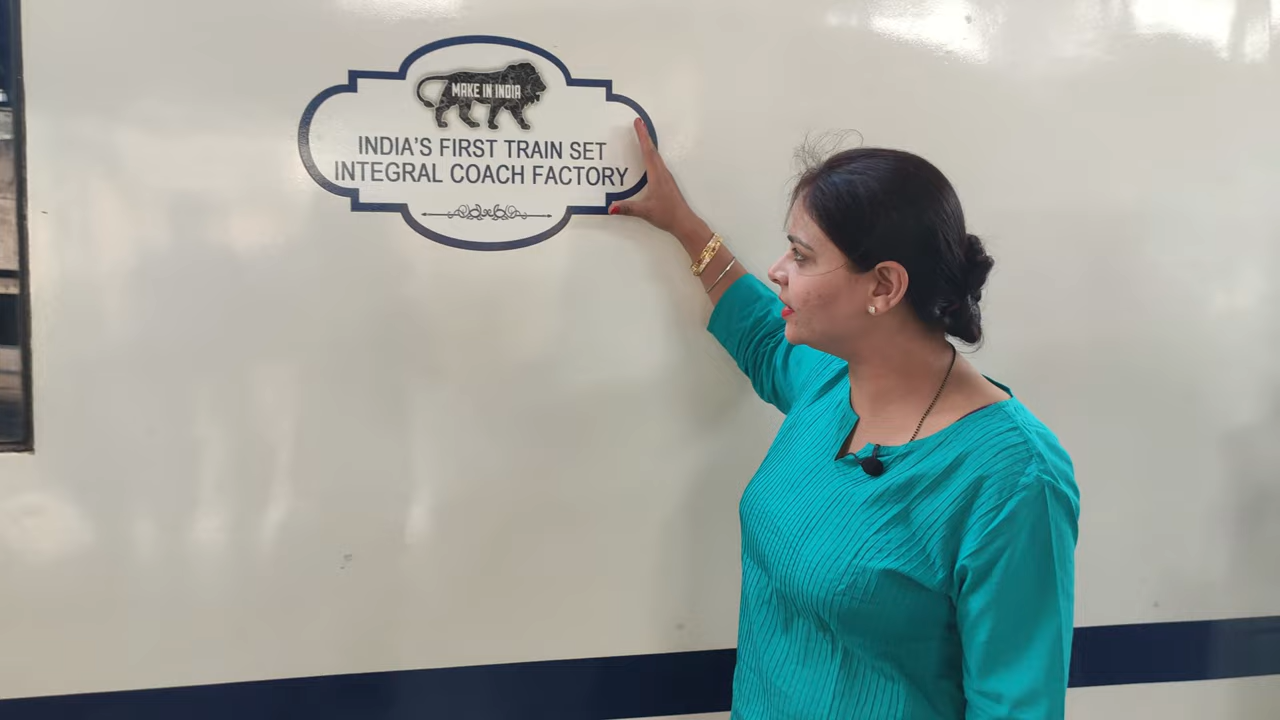 MAKE IN INDIA
INDIA'S FIRST TRAIN SET
INTEGRAL COACH FACTORY